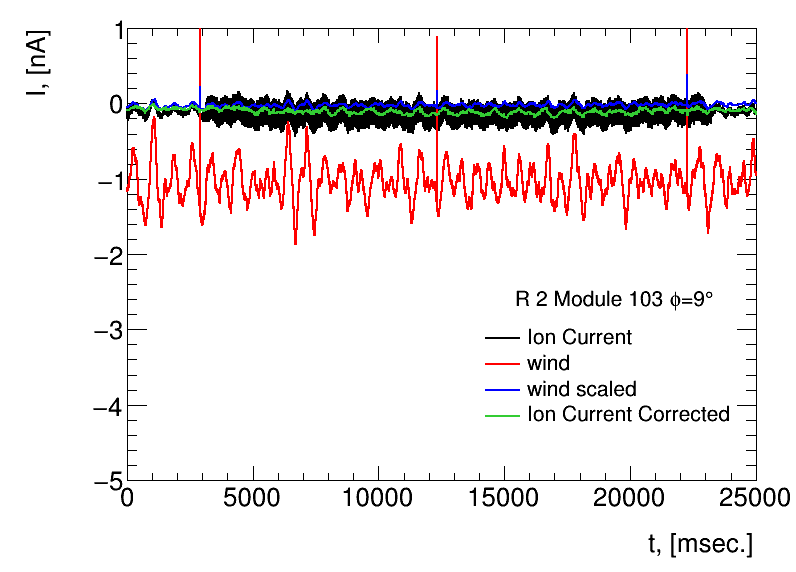 I, [nA]
1
0
−1
−2
−3
−4
−5
R 2 Module 103 ϕ=9°
Ion Current
wind
wind scaled
Ion Current Corrected
0 5000 10000 15000 20000 25000
t, [msec.]